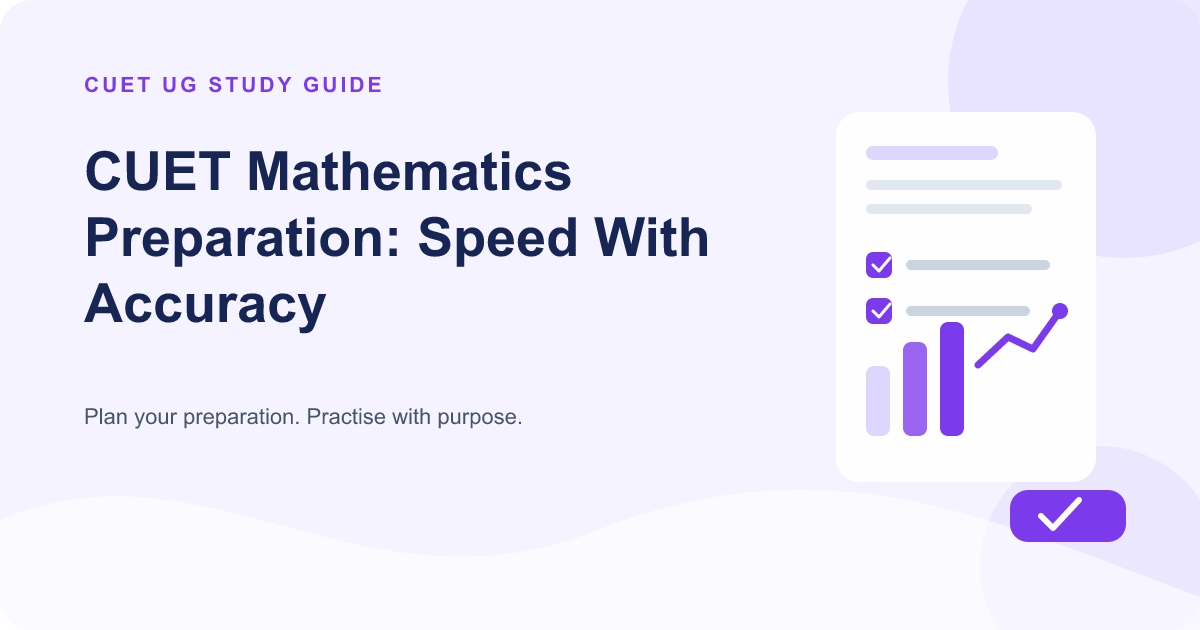 CUET UG STUDY GUIDE
CUET Mathematics
Preparation: Speed With
Accuracy
Plan your preparation. Practise with purpose.